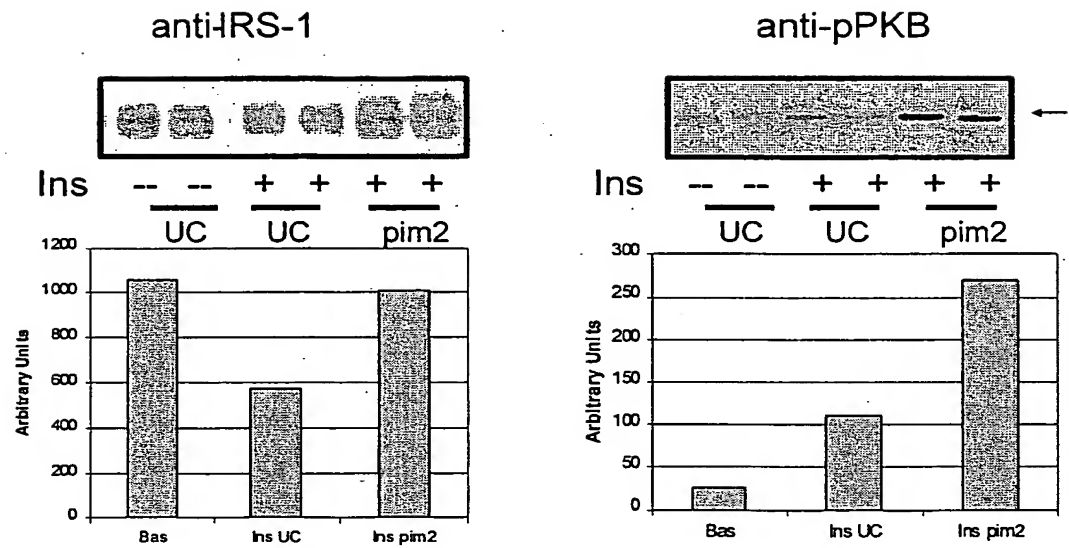 anti-IRS-1
Ins -- -- + + + +
UC UC pim2
1200
1000
800
600
400
200
0
Arbitrary Units
Bas Ins UC Ins pim2
anti-pPKB
Ins -- -- + + + +
UC UC pim2
300
250
200
150
100
50
0
Arbitrary Units
Bas Ins UC Ins pim2